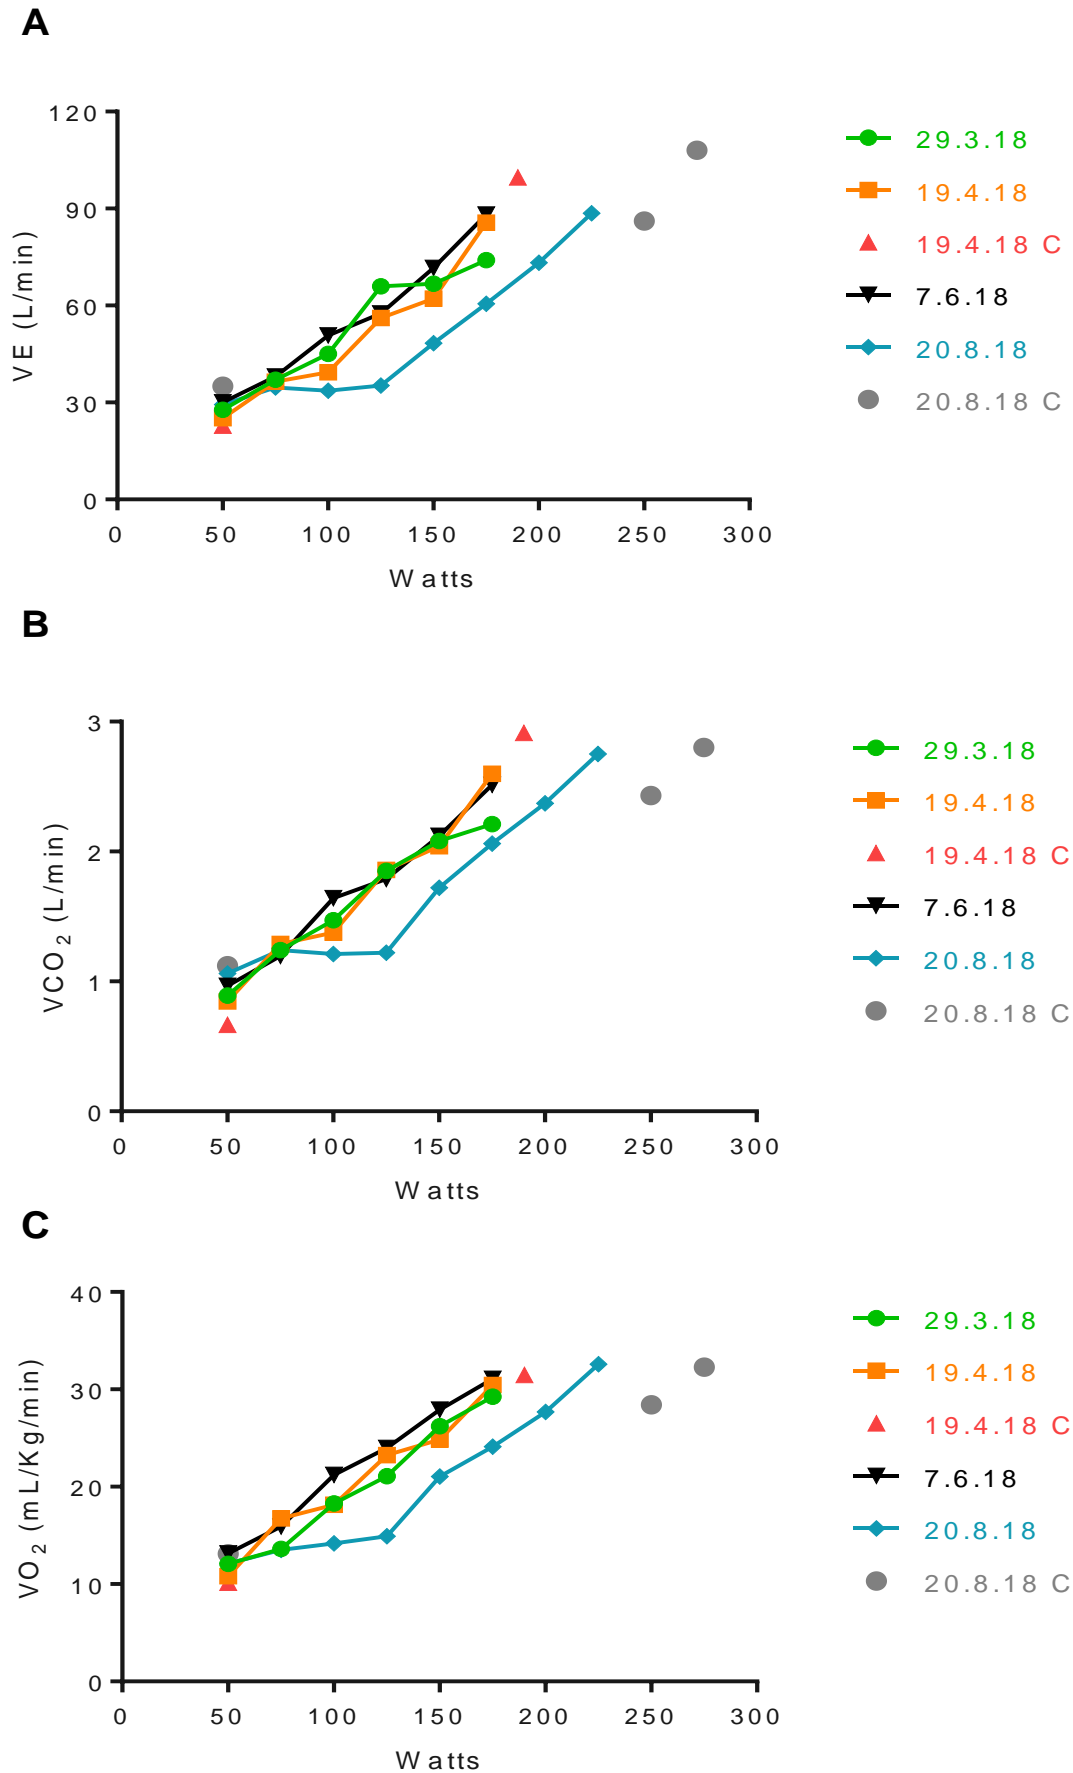 A
VE (L/min)
120
90
60
30
0
0 50 100 150 200 250 300
Watts
29.3.18
19.4.18
19.4.18 C
7.6.18
20.8.18
20.8.18 C
B
VCO2 (L/min)
3
2
1
0
0 50 100 150 200 250 300
Watts
29.3.18
19.4.18
19.4.18 C
7.6.18
20.8.18
20.8.18 C
C
VO2 (mL/Kg/min)
40
30
20
10
0
0 50 100 150 200 250 300
Watts
29.3.18
19.4.18
19.4.18 C
7.6.18
20.8.18
20.8.18 C